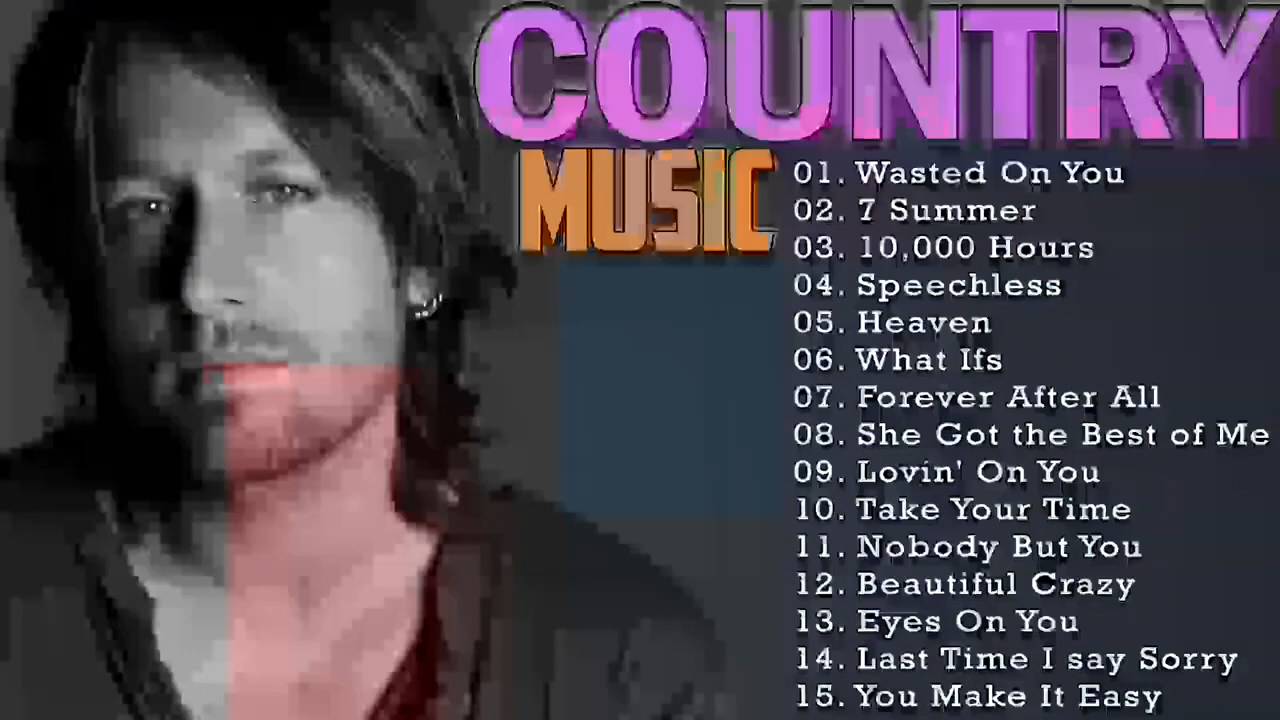 COUNTRY
MUSIC
01. Wasted On You
02. 7 Summer
03. 10,000 Hours
04. Speechless
05. Heaven
06. What Ifs
07. Forever After All
08. She Got the Best of Me
09. Lovin' On You
10. Take Your Time
11. Nobody But You
12. Beautiful Crazy
13. Eyes On You
14. Last Time I say Sorry
15. You Make It Easy